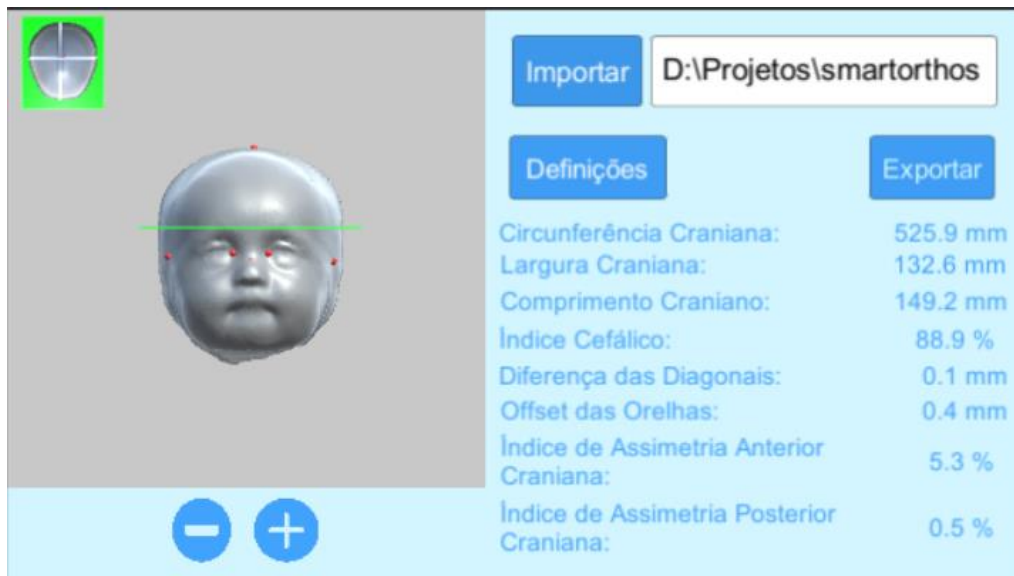 Importar
D:\Projetos\smartorthos
Definições
Exportar
Circunferência Craniana: 525.9 mm
Largura Craniana: 132.6 mm
Comprimento Craniano: 149.2 mm
Índice Cefálico: 88.9 %
Diferença das Diagonais: 0.1 mm
Offset das Orelhas: 0.4 mm
Índice de Assimetria Anterior
Craniana: 5.3 %
Índice de Assimetria Posterior
Craniana: 0.5 %